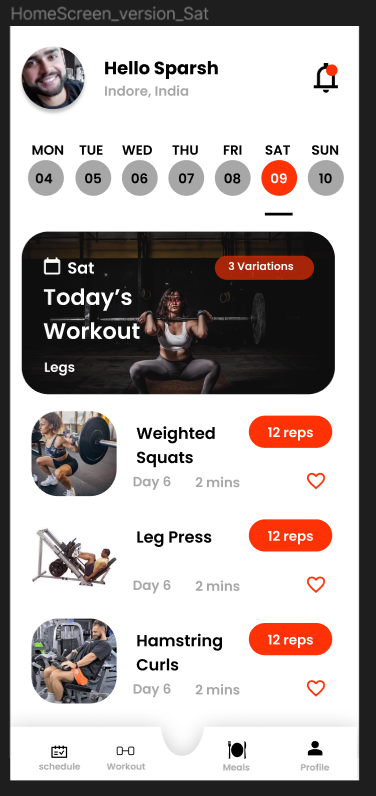 HomeScreen_version_Sat
Hello Sparsh
Indore, India
MON TUE WED THU FRI SAT SUN
04 05 06 07 08 09 10
Sat
3 Variations
Today's
Workout
Legs
Weighted
Squats
12 reps
Day 6 2 mins
Leg Press
12 reps
Day 6 2 mins
Hamstring
Curls
12 reps
Day 6 2 mins
schedule Workout Meals Profile